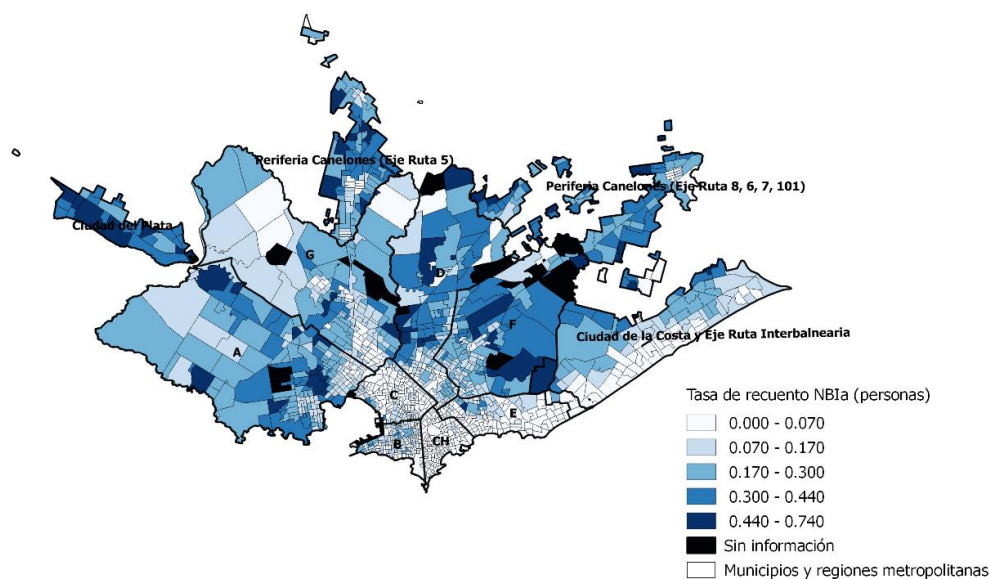 Periferia Canelones (Eje Ruta 5)
Periferia Canelones (Eje Ruta 8, 6, 7, 101)
Ciudad del Plata
G
D
F
Ciudad de la Costa y Eje Ruta Interbalnearia
A
C
E
B
CH
Tasa de recuento NBIa (personas)
0.000 - 0.070
0.070 - 0.170
0.170 - 0.300
0.300 - 0.440
0.440 - 0.740
Sin información
Municipios y regiones metropolitanas